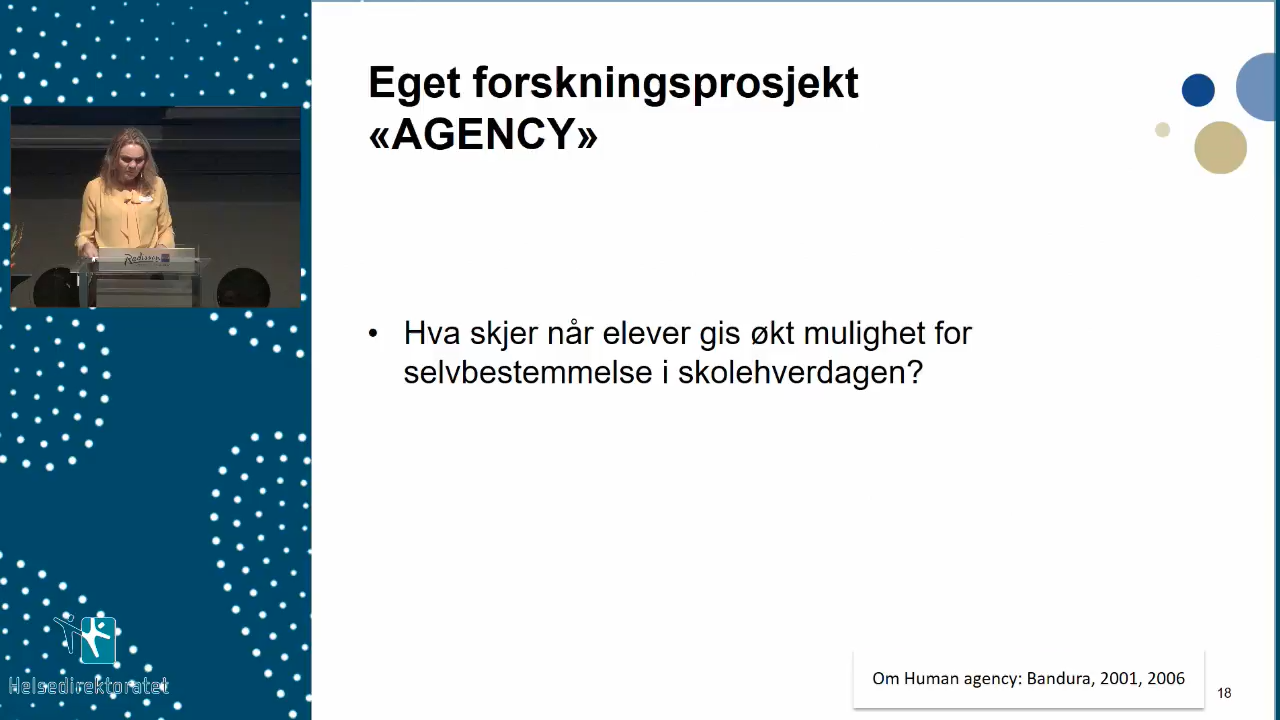 Eget forskningsprosjekt
«AGENCY»
Radisson
• Hva skjer når elever gis økt mulighet for
selvbestemmelse i skolehverdagen?
Helsedirektoratet
Om Human agency: Bandura, 2001, 2006
18